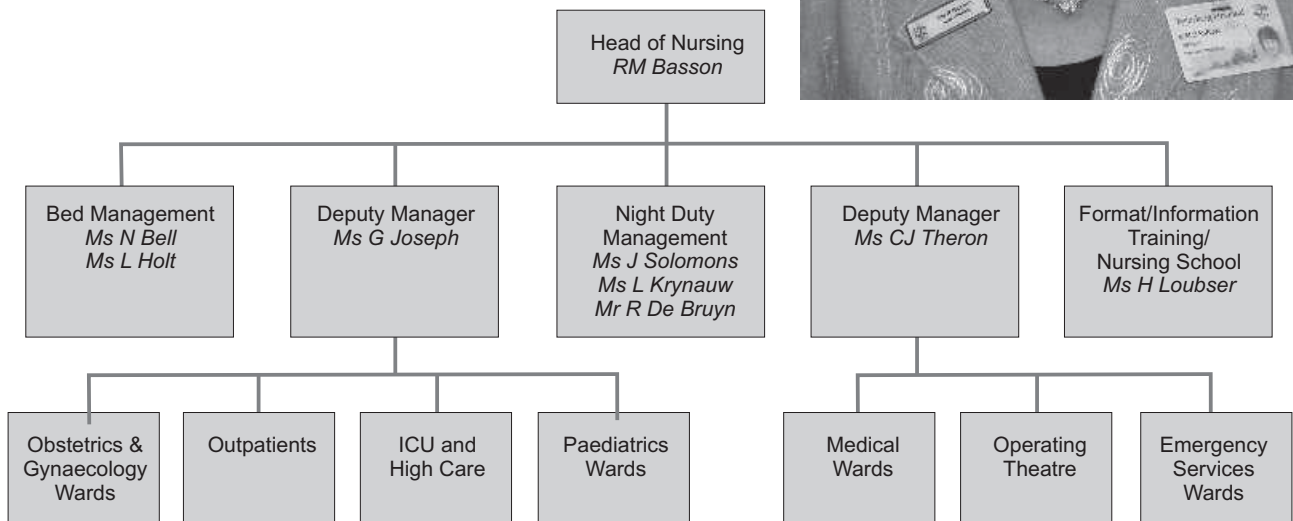 Head of Nursing
RM Basson
Bed Management
Ms N Bell
Ms L Holt
Deputy Manager
Ms G Joseph
Night Duty
Management
Ms J Solomons
Ms L Krynauw
Mr R De Bruyn
Deputy Manager
Ms CJ Theron
Format/Information
Training/
Nursing School
Ms H Loubser
Obstetrics &
Gynaecology
Wards
Outpatients
ICU and
High Care
Paediatrics
Wards
Medical
Wards
Operating
Theatre
Emergency
Services
Wards